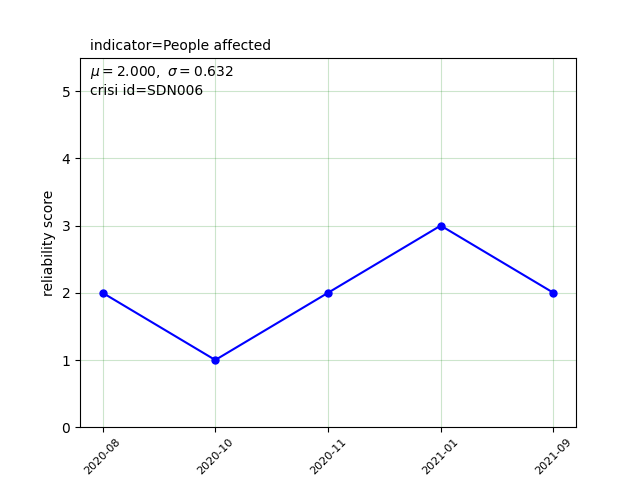 indicator=People affected
μ = 2.000,  σ = 0.632
crisi id=SDN006
reliability score
5
4
3
2
1
0
2020-08
2020-10
2020-11
2021-01
2021-09